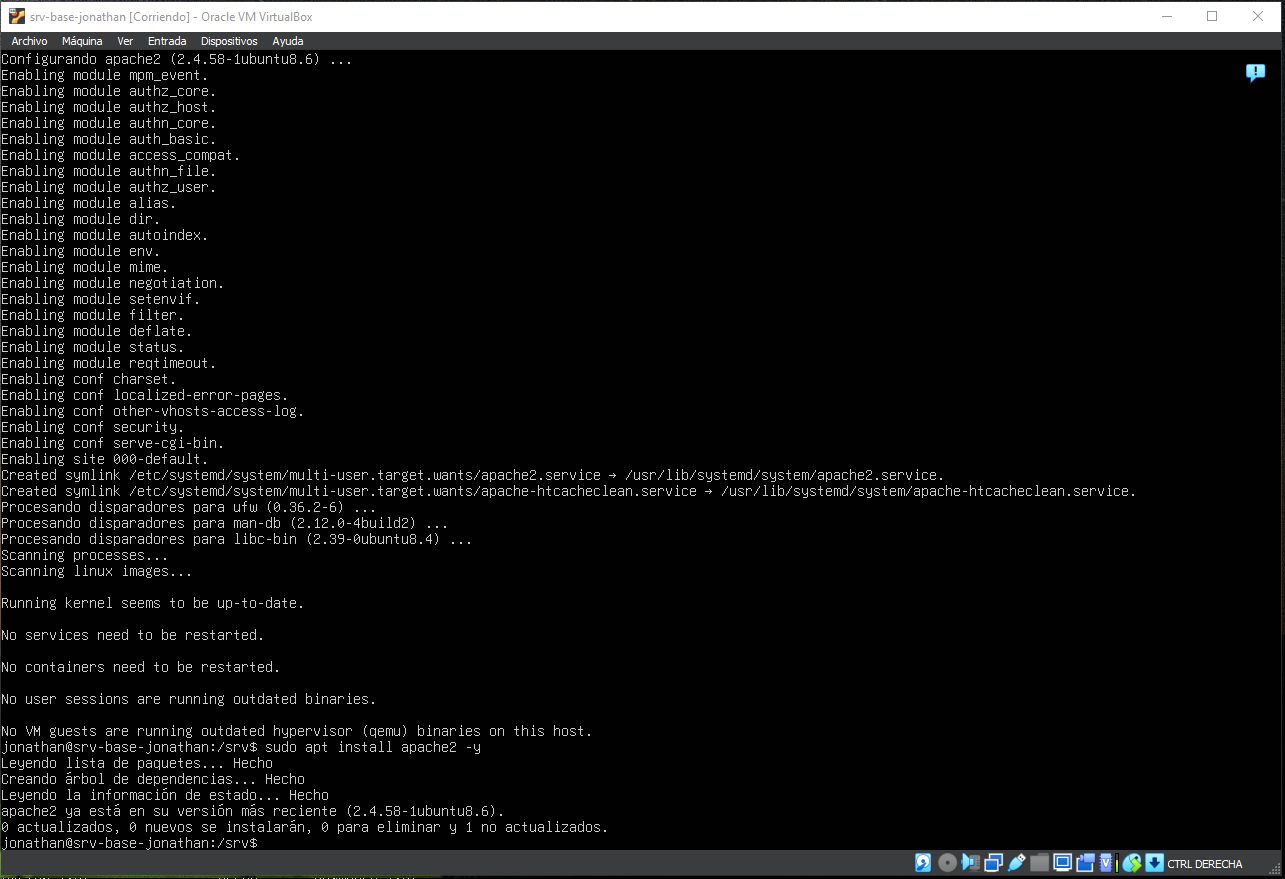 srv-base-jonathan [Corriendo] - Oracle VM VirtualBox
Archivo Máquina Ver Entrada Dispositivos Ayuda
Configurando apache2 (2.4.58-1ubuntu8.6) ...
Enabling module mpm_event.
Enabling module authz_core.
Enabling module authz_host.
Enabling module authn_core.
Enabling module auth_basic.
Enabling module access_compat.
Enabling module authn_file.
Enabling module authz_user.
Enabling module alias.
Enabling module dir.
Enabling module autoindex.
Enabling module env.
Enabling module mime.
Enabling module negotiation.
Enabling module setenvif.
Enabling module filter.
Enabling module deflate.
Enabling module status.
Enabling module reqtimeout.
Enabling conf charset.
Enabling conf localized-error-pages.
Enabling conf other-vhosts-access-log.
Enabling conf security.
Enabling conf serve-cgi-bin.
Enabling site 000-default.
Created symlink /etc/systemd/system/multi-user.target.wants/apache2.service → /usr/lib/systemd/system/apache2.service.
Created symlink /etc/systemd/system/multi-user.target.wants/apache-htcacheclean.service → /usr/lib/systemd/system/apache-htcacheclean.service.
Procesando disparadores para ufw (0.36.2-6) ...
Procesando disparadores para man-db (2.12.0-4build2) ...
Procesando disparadores para libc-bin (2.39-0ubuntu8.4) ...
Scanning processes...
Scanning linux images...
Running kernel seems to be up-to-date.
No services need to be restarted.
No containers need to be restarted.
No user sessions are running outdated binaries.
No VM guests are running outdated hypervisor (qemu) binaries on this host.
jonathan@srv-base-jonathan:/srv$ sudo apt install apache2 -y
Leyendo lista de paquetes... Hecho
Creando árbol de dependencias... Hecho
Leyendo la información de estado... Hecho
apache2 ya está en su versión más reciente (2.4.58-1ubuntu8.6).
0 actualizados, 0 nuevos se instalarán, 0 para eliminar y 1 no actualizados.
jonathan@srv-base-jonathan:/srv$
CTRL DERECHA